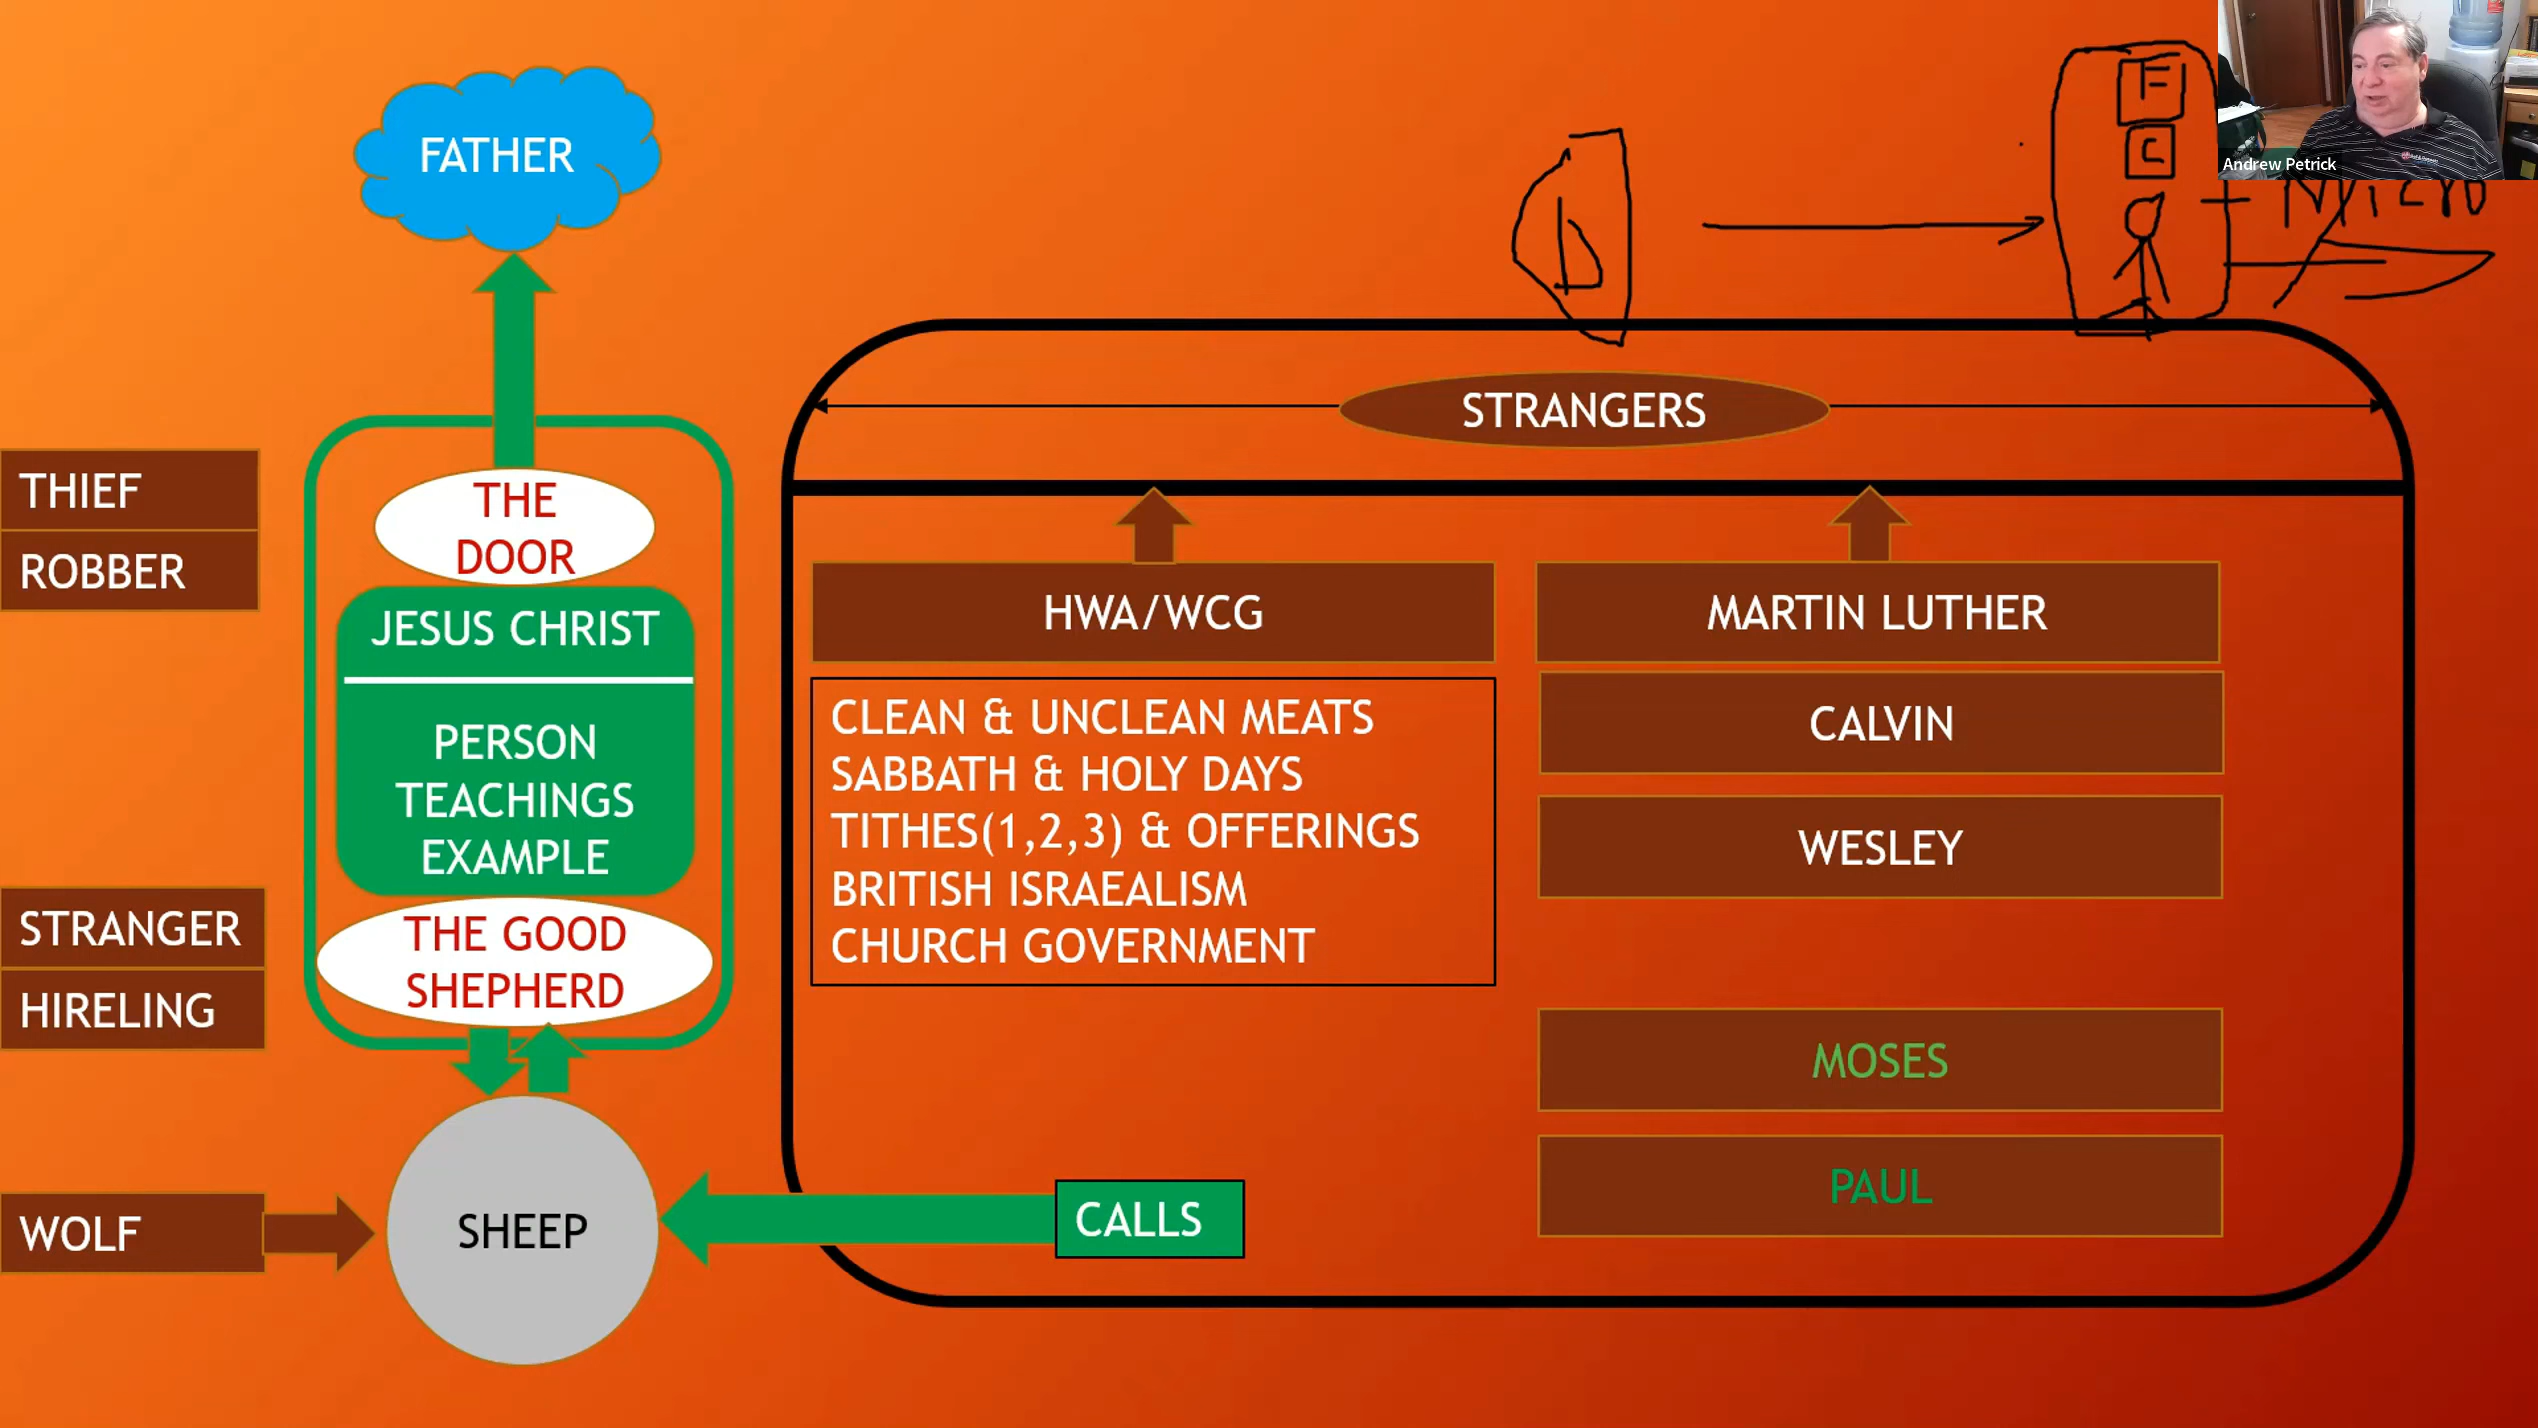 FATHER
F
C
Andrew Petrick
D
THIEF
ROBBER
THE
DOOR
JESUS CHRIST
PERSON
TEACHINGS
EXAMPLE
STRANGER
HIRELING
THE GOOD
SHEPHERD
WOLF
SHEEP
CALLS
STRANGERS
HWA/WCG
CLEAN & UNCLEAN MEATS
SABBATH & HOLY DAYS
TITHES(1,2,3) & OFFERINGS
BRITISH ISRAEALISM
CHURCH GOVERNMENT
MARTIN LUTHER
CALVIN
WESLEY
MOSES
PAUL